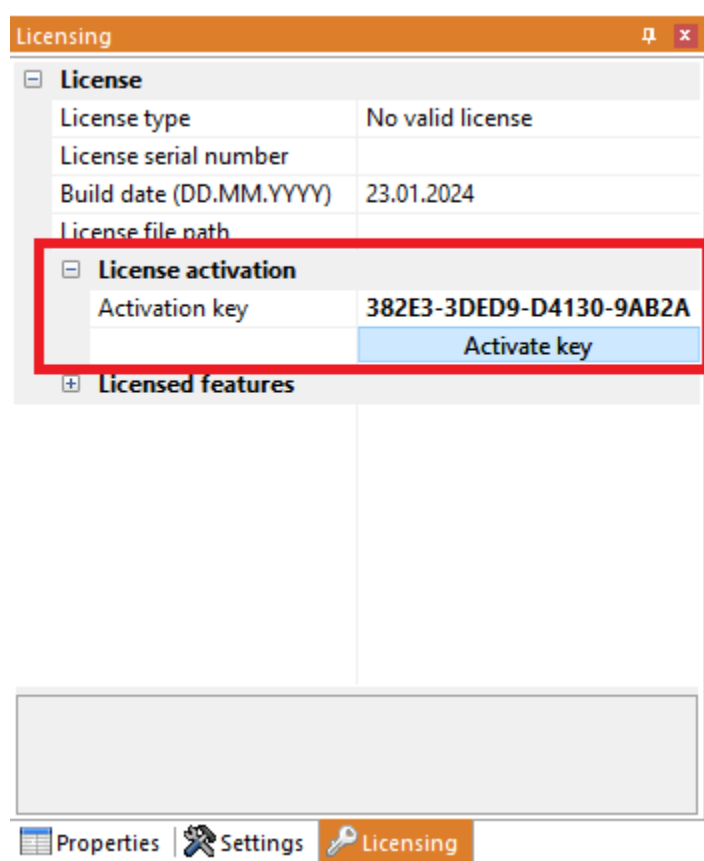 Licensing
License
License type No valid license
License serial number
Build date (DD.MM.YYYY) 23.01.2024
License file path
License activation
Activation key 382E3-3DED9-D4130-9AB2A
Activate key
Licensed features
Properties Settings Licensing